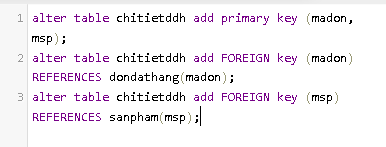 1 alter table chitietddh add primary key (madon,
msp);
2 alter table chitietddh add FOREIGN key (madon)
REFERENCES dondathang(madon);
3 alter table chitietddh add FOREIGN key (msp)
REFERENCES sanpham(msp);